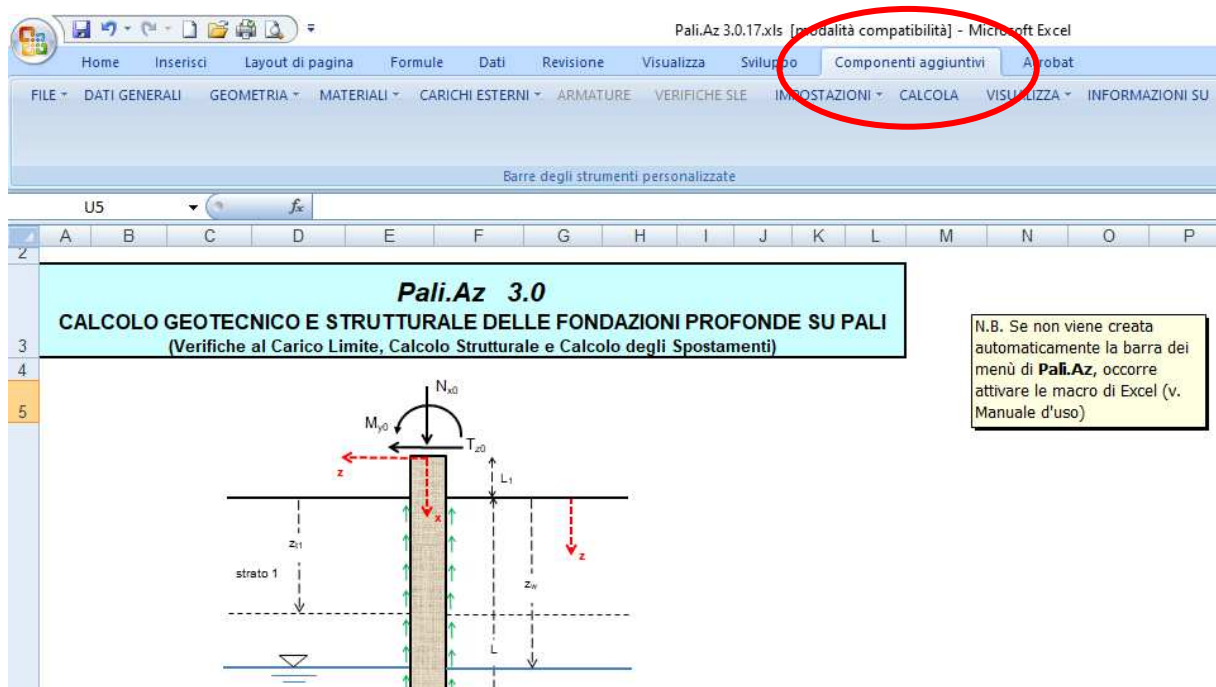 Pali.Az 3.0.17.xls [modalità compatibilità] - Microsoft Excel
Home Inserisci Layout di pagina Formule Dati Revisione Visualizza Sviluppo Componenti aggiuntivi Acrobat
FILE DATI GENERALI GEOMETRIA MATERIALI CARICHI ESTERNI ARMATURE VERIFICHE SLE IMPOSTAZIONI CALCOLA VISUALIZZA INFORMAZIONI SU
Barre degli strumenti personalizzate
U5 fx
A B C D E F G H I J K L M N O P
2
3
4
5
Pali.Az 3.0
CALCOLO GEOTECNICO E STRUTTURALE DELLE FONDAZIONI PROFONDE SU PALI
(Verifiche al Carico Limite, Calcolo Strutturale e Calcolo degli Spostamenti)
N.B. Se non viene creata
automaticamente la barra dei
menù di Pali.Az, occorre
attivare le macro di Excel (v.
Manuale d'uso)
Nx0
My0
Tz0
z
L1
x
zt1
z
strato 1
zw
L